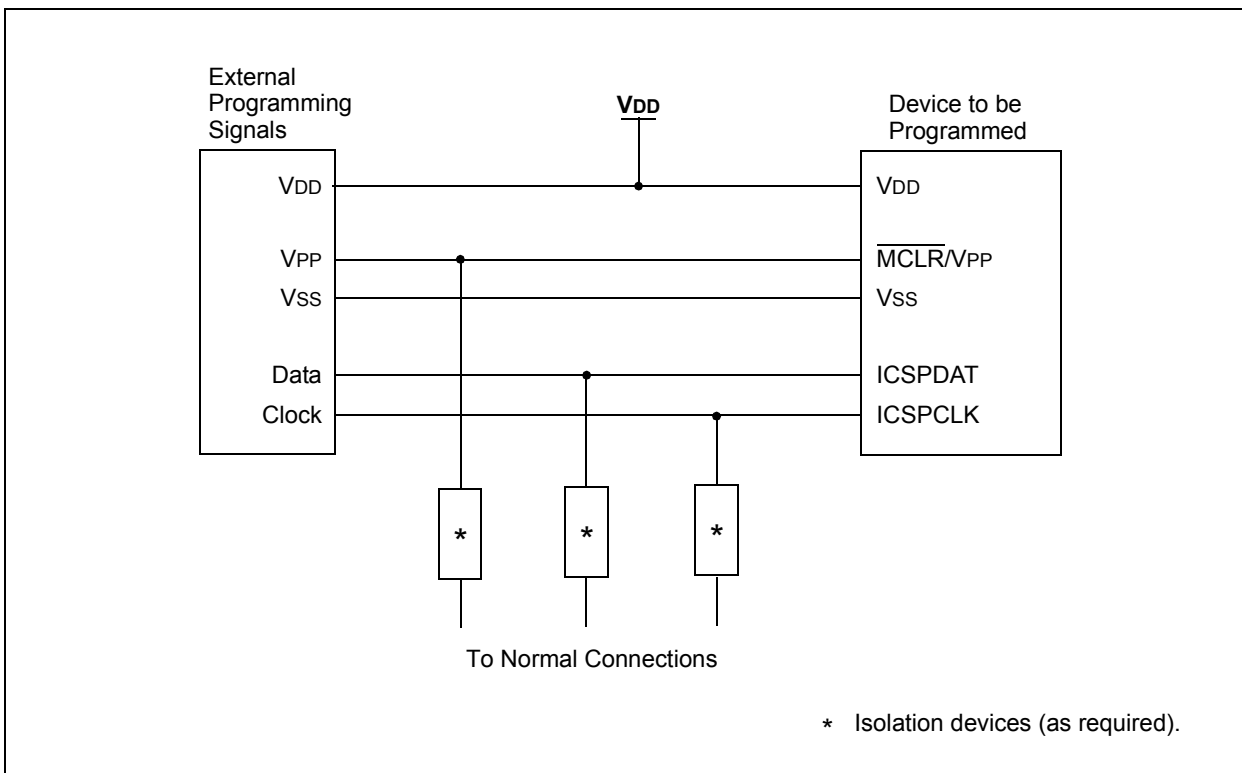 External
Programming
Signals
VDD
Device to be
Programmed
VDD
VDD
VPP
MCLR/VPP
VSS
VSS
Data
ICSPDAT
Clock
ICSPCLK
*
*
*
To Normal Connections
* Isolation devices (as required).